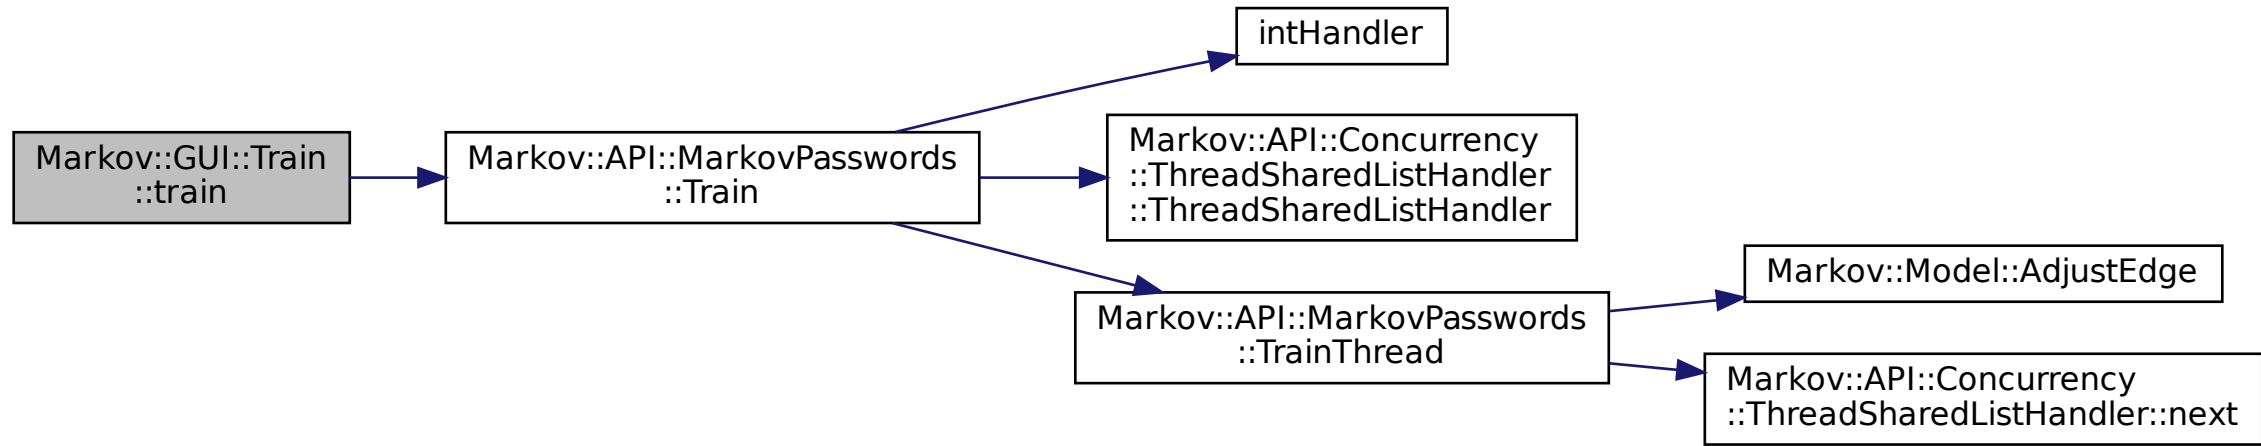 Markov::GUI::Train
::train
Markov::API::MarkovPasswords
::Train
intHandler
Markov::API::Concurrency
::ThreadSharedListHandler
::ThreadSharedListHandler
Markov::API::MarkovPasswords
::TrainThread
Markov::Model::AdjustEdge
Markov::API::Concurrency
::ThreadSharedListHandler::next